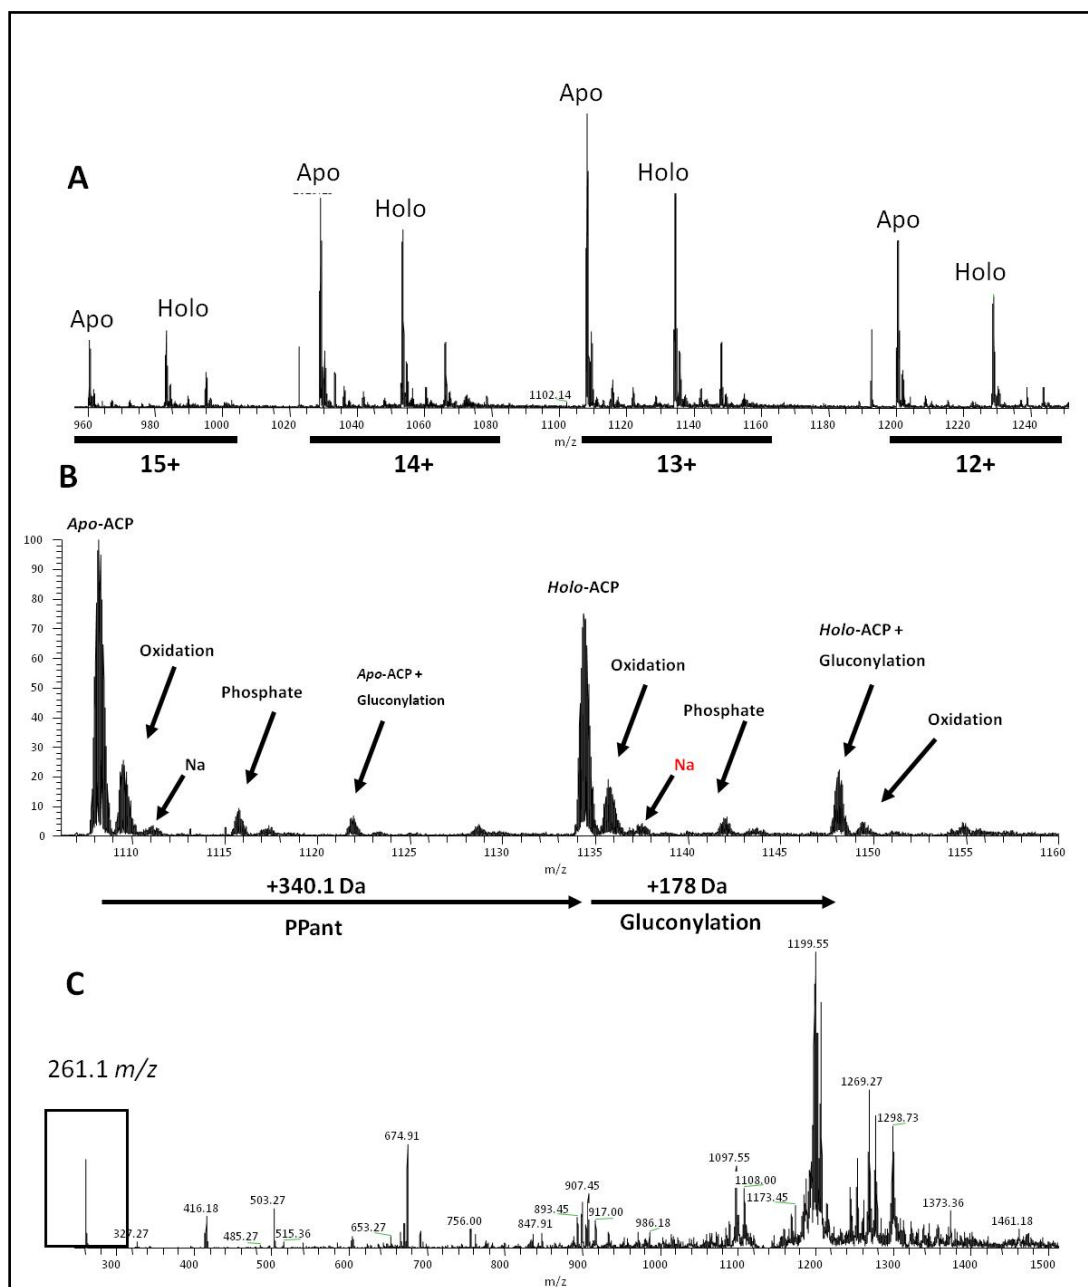 Apo
A
Apo
Holo
Holo
Apo
Holo
Apo
Holo
1102.14
960 980 1000 1020 1040 1060 1080 1100 1120 1140 1160 1180 1200 1220
m/z
15+ 14+ 13+ 12+
B
Apo-ACP
100
90
80
70
60
50
40
30
20
10
0
Oxidation
Na
Phosphate
Apo-ACP +
Gluconylation
Holo-ACP
Oxidation
Na
Phosphate
Holo-ACP +
Gluconylation
Oxidation
1110 1115 1120 1125 1130 1135 1140 1145 1150 1155 1160
m/z
+340.1 Da
PPant
+178 Da
Gluconylation
C
261.1 m/z
1199.55
1269.27
1298.73
674.91
1097.55
1108.00
1173.45
907.45
893.45
917.00
503.27
416.18
1373.36
756.00
847.91
986.18
1461.18
653.27
515.36
485.27
327.27
300 400 500 600 700 800 900 1000 1100 1200 1300 1400 1500
m/z